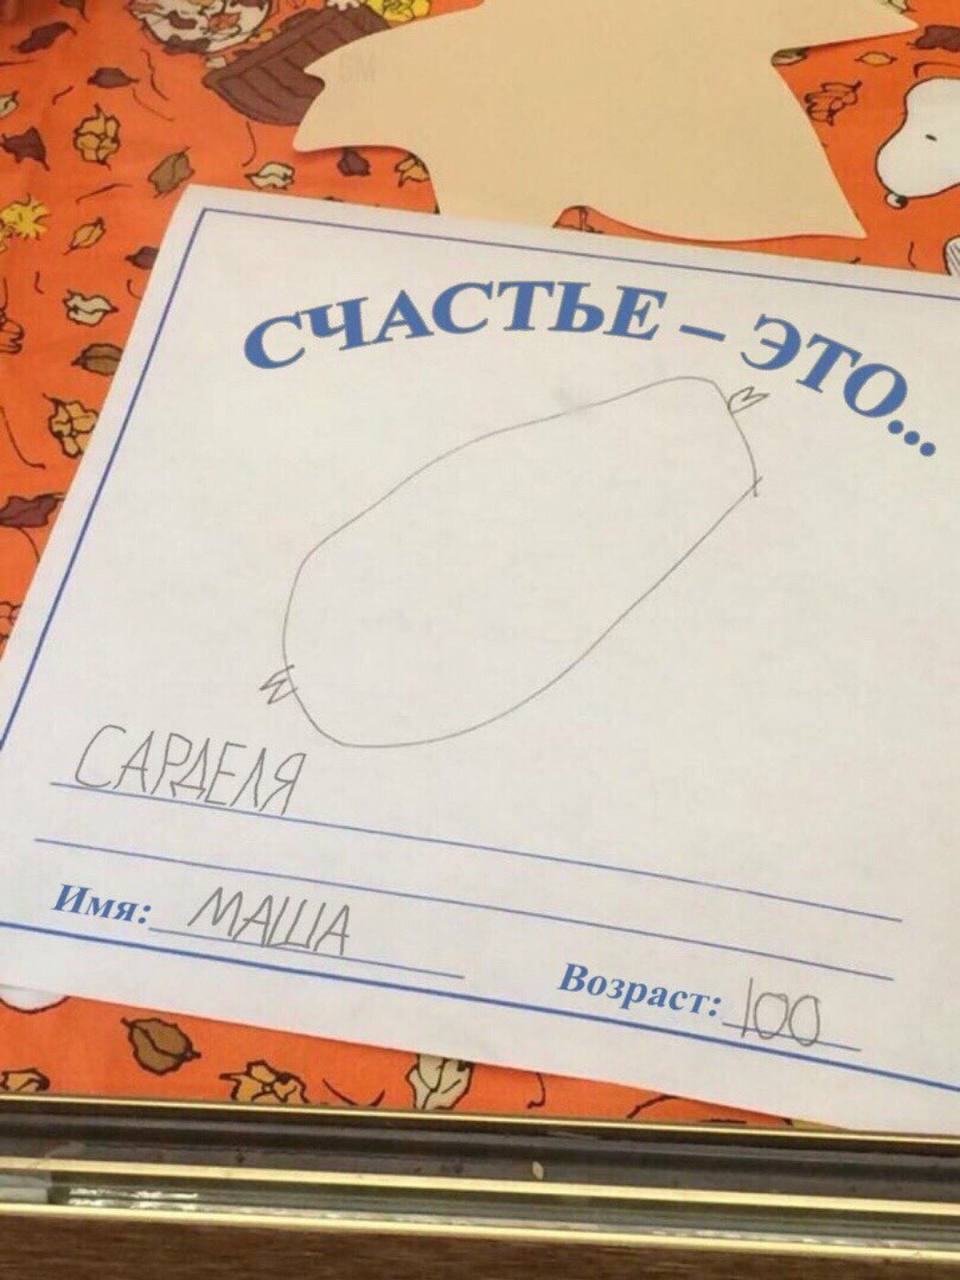 СЧАСТЬЕ – ЭТО...
САРДЕЛЯ
Имя: МАША
Возраст: 100